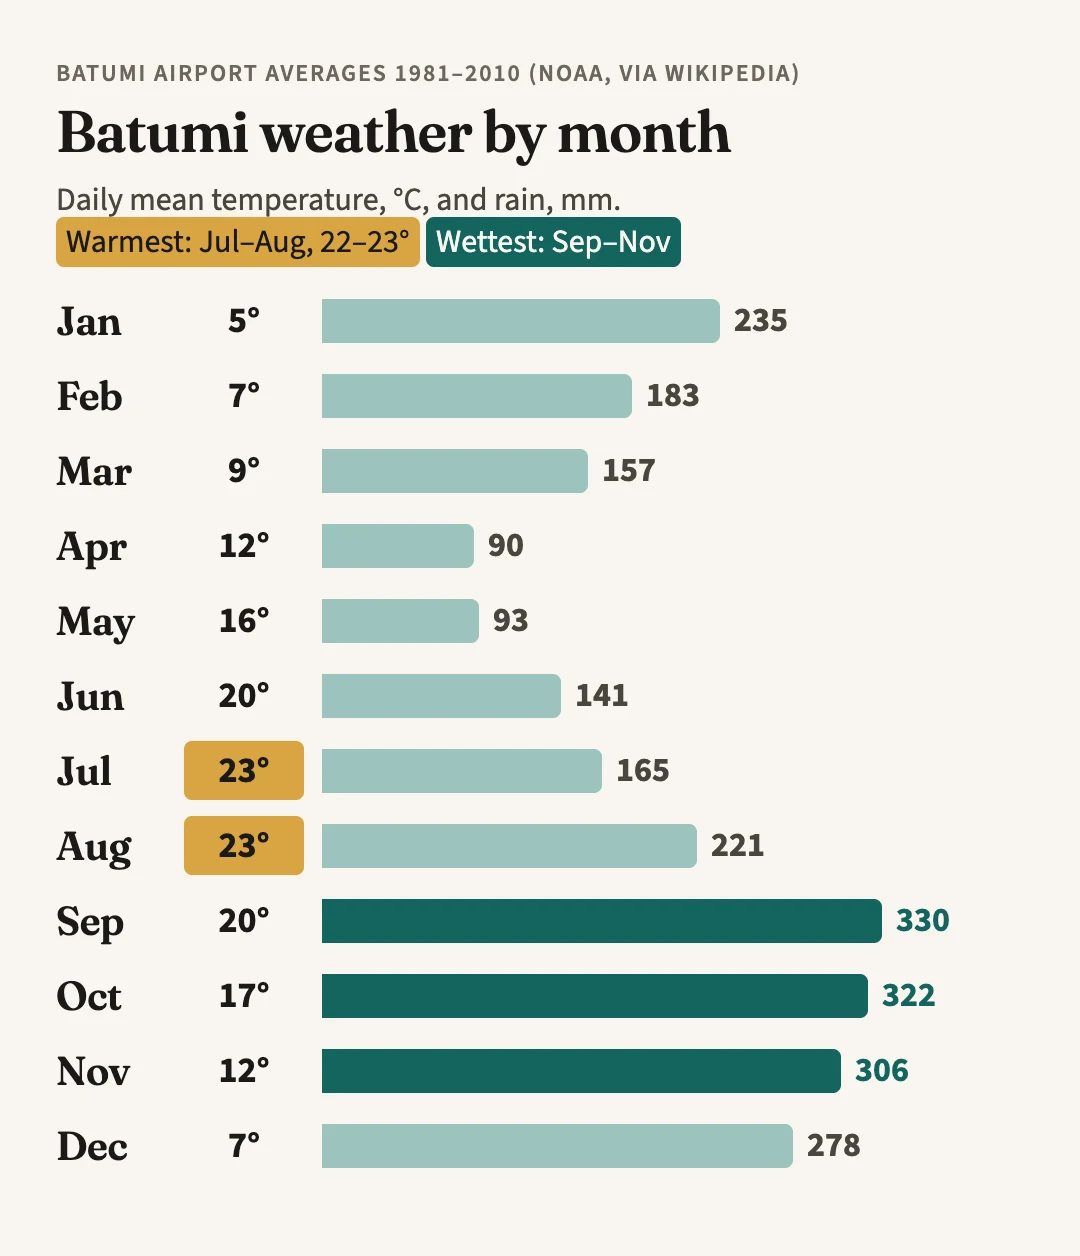 BATUMI AIRPORT AVERAGES 1981–2010 (NOAA, VIA WIKIPEDIA)
Batumi weather by month
Daily mean temperature, °C, and rain, mm.
Warmest: Jul–Aug, 22–23° Wettest: Sep–Nov
Jan 5° 235
Feb 7° 183
Mar 9° 157
Apr 12° 90
May 16° 93
Jun 20° 141
Jul 23° 165
Aug 23° 221
Sep 20° 330
Oct 17° 322
Nov 12° 306
Dec 7° 278